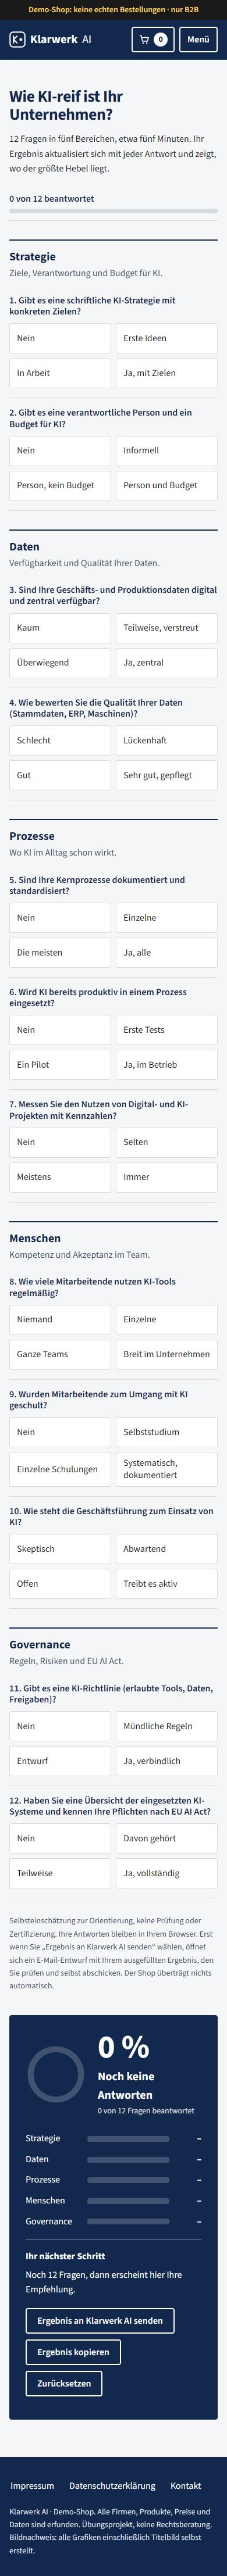 Demo-Shop: keine echten Bestellungen · nur B2B
Klarwerk AI
0
Menü
Wie KI-reif ist Ihr
Unternehmen?
12 Fragen in fünf Bereichen, etwa fünf Minuten. Ihr
Ergebnis aktualisiert sich mit jeder Antwort und zeigt,
wo der größte Hebel liegt.
0 von 12 beantwortet
Strategie
Ziele, Verantwortung und Budget für KI.
1. Gibt es eine schriftliche KI-Strategie mit
konkreten Zielen?
Nein
Erste Ideen
In Arbeit
Ja, mit Zielen
2. Gibt es eine verantwortliche Person und ein
Budget für KI?
Nein
Informell
Person, kein Budget
Person und Budget
Daten
Verfügbarkeit und Qualität Ihrer Daten.
3. Sind Ihre Geschäfts- und Produktionsdaten digital
und zentral verfügbar?
Kaum
Teilweise, verstreut
Überwiegend
Ja, zentral
4. Wie bewerten Sie die Qualität Ihrer Daten
(Stammdaten, ERP, Maschinen)?
Schlecht
Lückenhaft
Gut
Sehr gut, gepflegt
Prozesse
Wo KI im Alltag schon wirkt.
5. Sind Ihre Kernprozesse dokumentiert und
standardisiert?
Nein
Einzelne
Die meisten
Ja, alle
6. Wird KI bereits produktiv in einem Prozess
eingesetzt?
Nein
Erste Tests
Ein Pilot
Ja, im Betrieb
7. Messen Sie den Nutzen von Digital- und KI-
Projekten mit Kennzahlen?
Nein
Selten
Meistens
Immer
Menschen
Kompetenz und Akzeptanz im Team.
8. Wie viele Mitarbeitende nutzen KI-Tools
regelmäßig?
Niemand
Einzelne
Ganze Teams
Breit im Unternehmen
9. Wurden Mitarbeitende zum Umgang mit KI
geschult?
Nein
Selbststudium
Einzelne Schulungen
Systematisch,
dokumentiert
10. Wie steht die Geschäftsführung zum Einsatz von
KI?
Skeptisch
Abwartend
Offen
Treibt es aktiv
Governance
Regeln, Risiken und EU AI Act.
11. Gibt es eine KI-Richtlinie (erlaubte Tools, Daten,
Freigaben)?
Nein
Mündliche Regeln
Entwurf
Ja, verbindlich
12. Haben Sie eine Übersicht der eingesetzten KI-
Systeme und kennen Ihre Pflichten nach EU AI Act?
Nein
Davon gehört
Teilweise
Ja, vollständig
Selbsteinschätzung zur Orientierung, keine Prüfung oder
Zertifizierung. Ihre Antworten bleiben in Ihrem Browser. Erst
wenn Sie „Ergebnis an Klarwerk AI senden“ wählen, öffnet
sich ein E-Mail-Entwurf mit Ihrem ausgefüllten Ergebnis, den
Sie prüfen und selbst abschicken. Der Shop überträgt nichts
automatisch.
0 %
Noch keine
Antworten
0 von 12 Fragen beantwortet
Strategie –
Daten –
Prozesse –
Menschen –
Governance –
Ihr nächster Schritt
Noch 12 Fragen, dann erscheint hier Ihre
Empfehlung.
Ergebnis an Klarwerk AI senden
Ergebnis kopieren
Zurücksetzen
Impressum Datenschutzerklärung Kontakt
Klarwerk AI · Demo-Shop. Alle Firmen, Produkte, Preise und
Daten sind erfunden. Übungsprojekt, keine Rechtsberatung.
Bildnachweis: alle Grafiken einschließlich Titelbild selbst
erstellt.